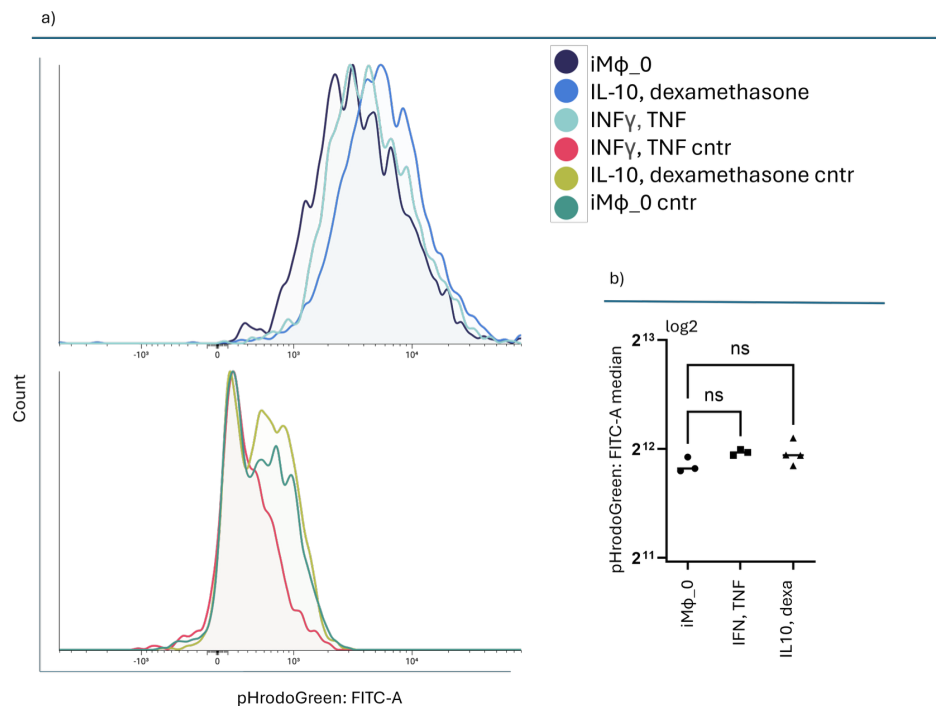 a)
iMϕ_0
IL-10, dexamethasone
INFγ, TNF
INFγ, TNF cntr
IL-10, dexamethasone cntr
iMϕ_0 cntr
-10³ 0 10³ 10⁴
-10³ 0 10³ 10⁴
Count
pHrodoGreen: FITC-A
b)
log2
2¹³
2¹²
2¹¹
ns
ns
pHrodoGreen: FITC-A median
iMϕ_0
IFN, TNF
IL10, dexa